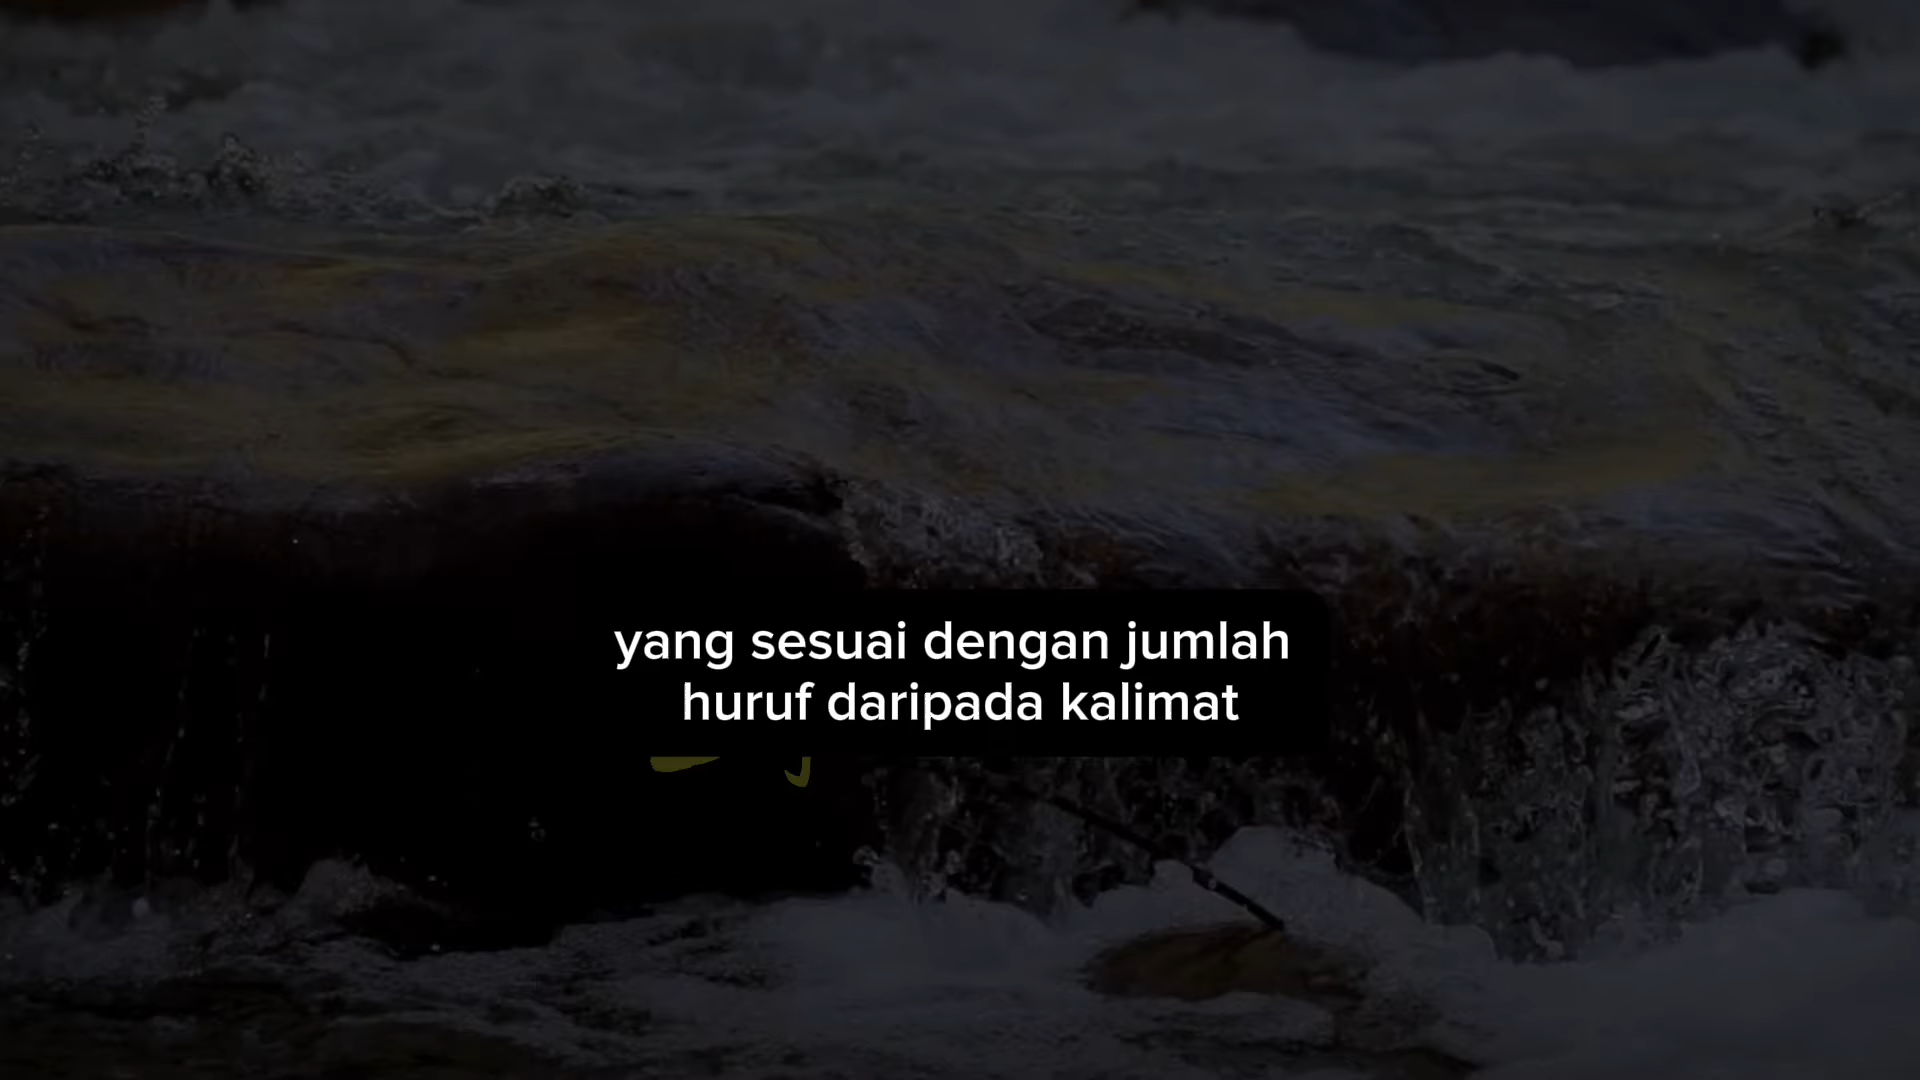 yang sesuai dengan jumlah
huruf daripada kalimat